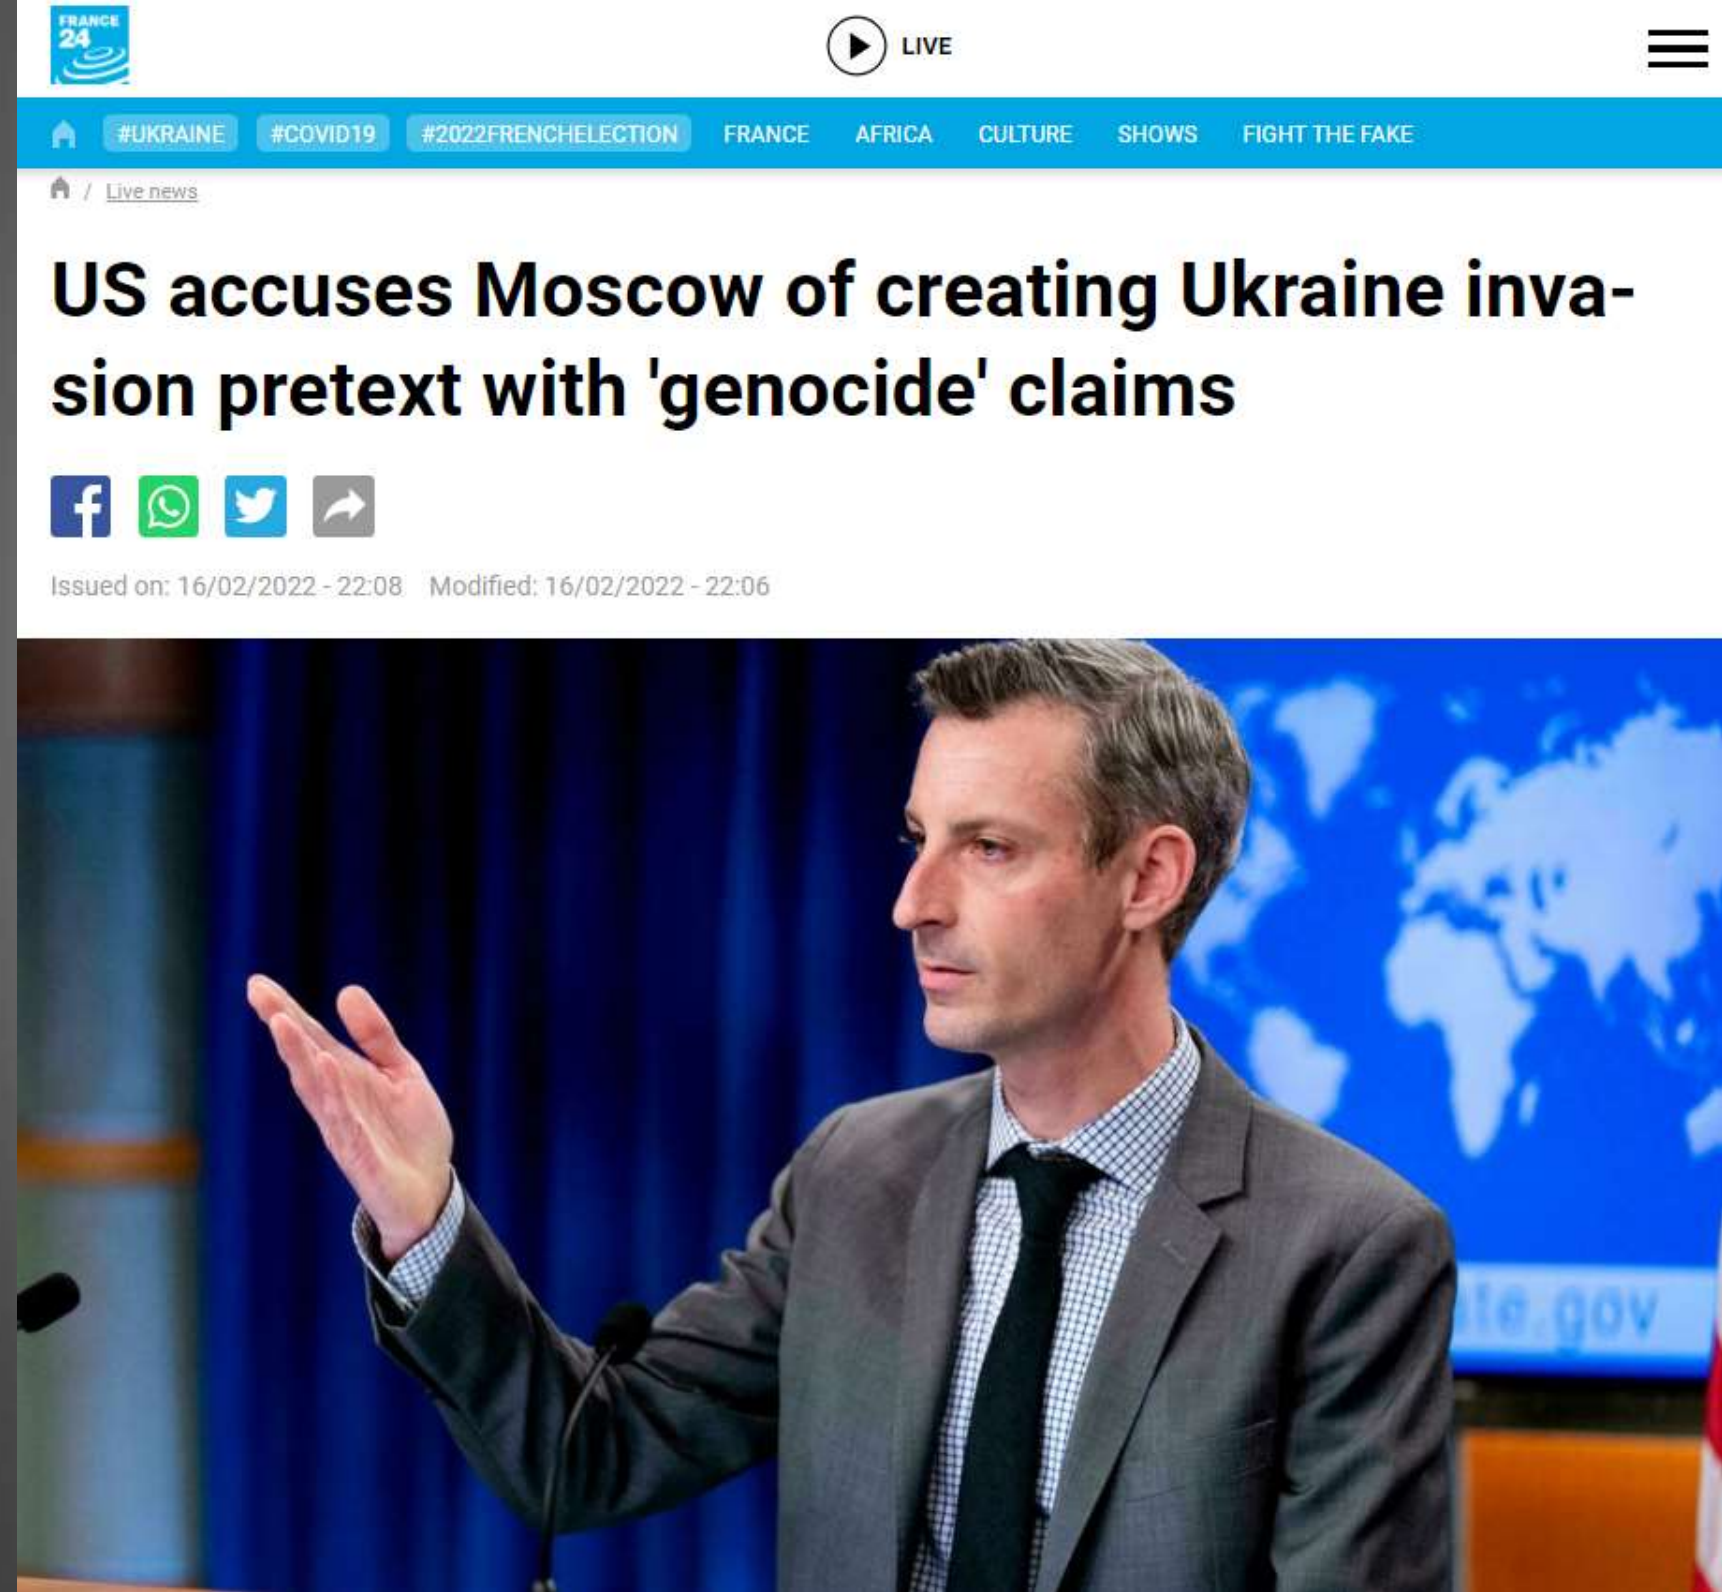 FRANCE
24
LIVE
#UKRAINE #COVID19 #2022FRENCHELECTION FRANCE AFRICA CULTURE SHOWS FIGHT THE FAKE
/ Live news
US accuses Moscow of creating Ukraine inva-
sion pretext with 'genocide' claims
Issued on: 16/02/2022 - 22:08 Modified: 16/02/2022 - 22:06
te.gov